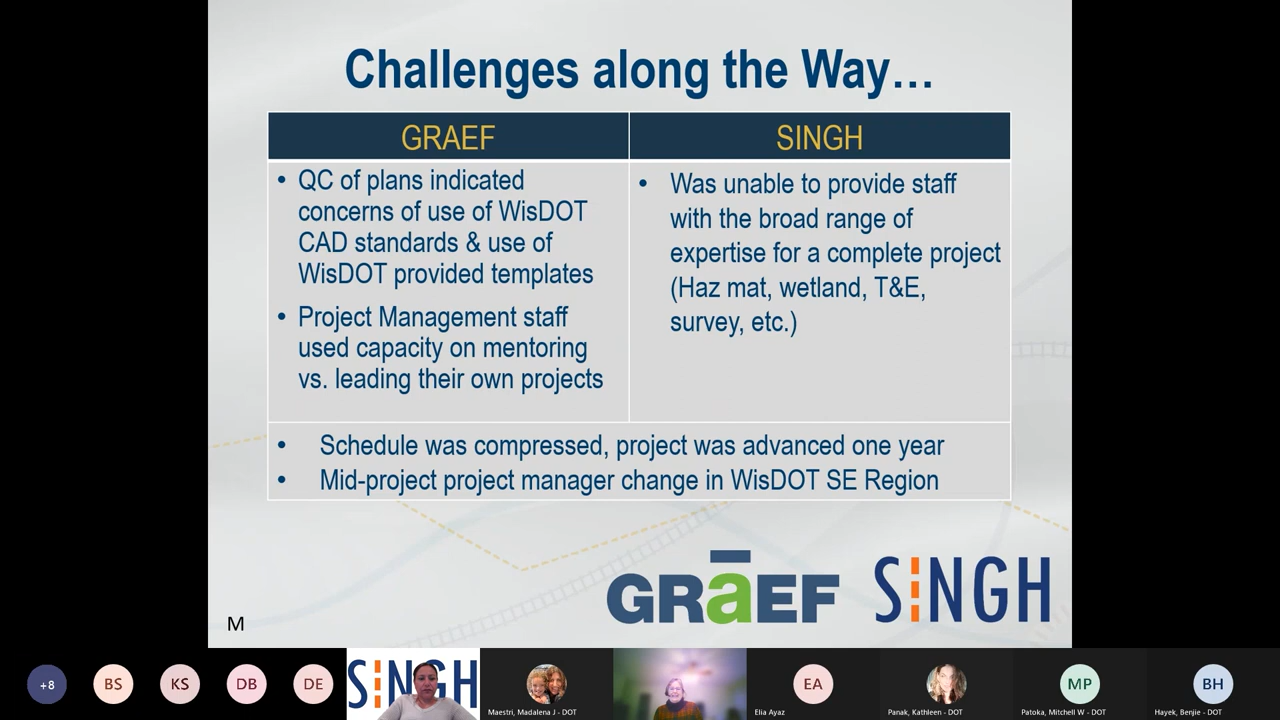 Challenges along the Way…
GRAEF
SINGH
• QC of plans indicated
concerns of use of WisDOT
CAD standards & use of
WisDOT provided templates
• Project Management staff
used capacity on mentoring
vs. leading their own projects
• Was unable to provide staff
with the broad range of
expertise for a complete project
(Haz mat, wetland, T&E,
survey, etc.)
• Schedule was compressed, project was advanced one year
• Mid-project project manager change in WisDOT SE Region
GRaEF
SINGH
M
+8
BS
KS
DB
DE
SINGH
Maestri, Madalena J - DOT
EA
Elia Ayaz
Panak, Kathleen - DOT
MP
Patoka, Mitchell W - DOT
BH
Hayek, Benjie - DOT